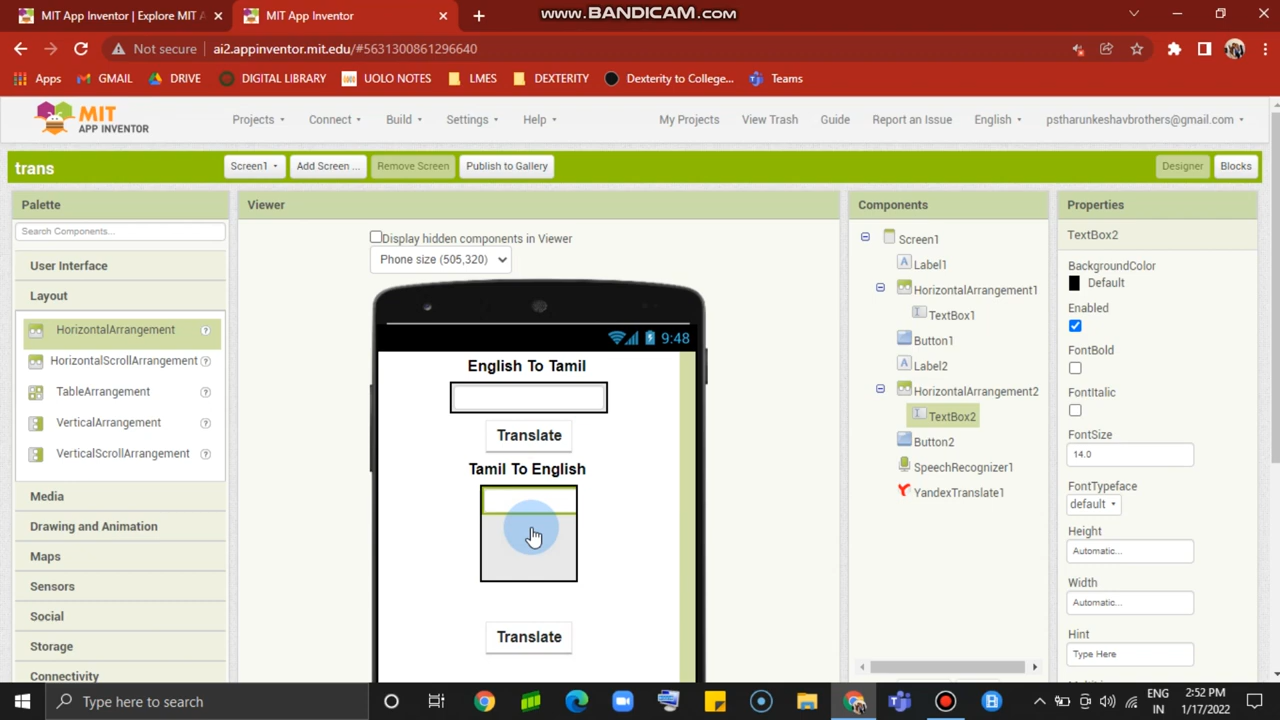 MIT App Inventor | Explore MIT A
MIT App Inventor
www.BANDICAM.com
Not secure
ai2.appinventor.mit.edu/#5631300861296640
Apps
GMAIL
DRIVE
DIGITAL LIBRARY
UOLO NOTES
LMES
DEXTERITY
Dexterity to College...
Teams
MIT
APP INVENTOR
Projects
Connect
Build
Settings
Help
My Projects
View Trash
Guide
Report an Issue
English
pstharunkeshavbrothers@gmail.com
trans
Screen1
Add Screen ...
Remove Screen
Publish to Gallery
Designer
Blocks
Palette
Search Components...
User Interface
Layout
HorizontalArrangement
HorizontalScrollArrangement
TableArrangement
VerticalArrangement
VerticalScrollArrangement
Media
Drawing and Animation
Maps
Sensors
Social
Storage
Connectivity
Viewer
Display hidden components in Viewer
Phone size (505,320)
9:48
English To Tamil
Translate
Tamil To English
Translate
Components
Screen1
Label1
HorizontalArrangement1
TextBox1
Button1
Label2
HorizontalArrangement2
TextBox2
Button2
SpeechRecognizer1
YandexTranslate1
Properties
TextBox2
BackgroundColor
Default
Enabled
FontBold
FontItalic
FontSize
14.0
FontTypeface
default
Height
Automatic...
Width
Automatic...
Hint
Type Here
Type here to search
ENG
IN
2:52 PM
1/17/2022